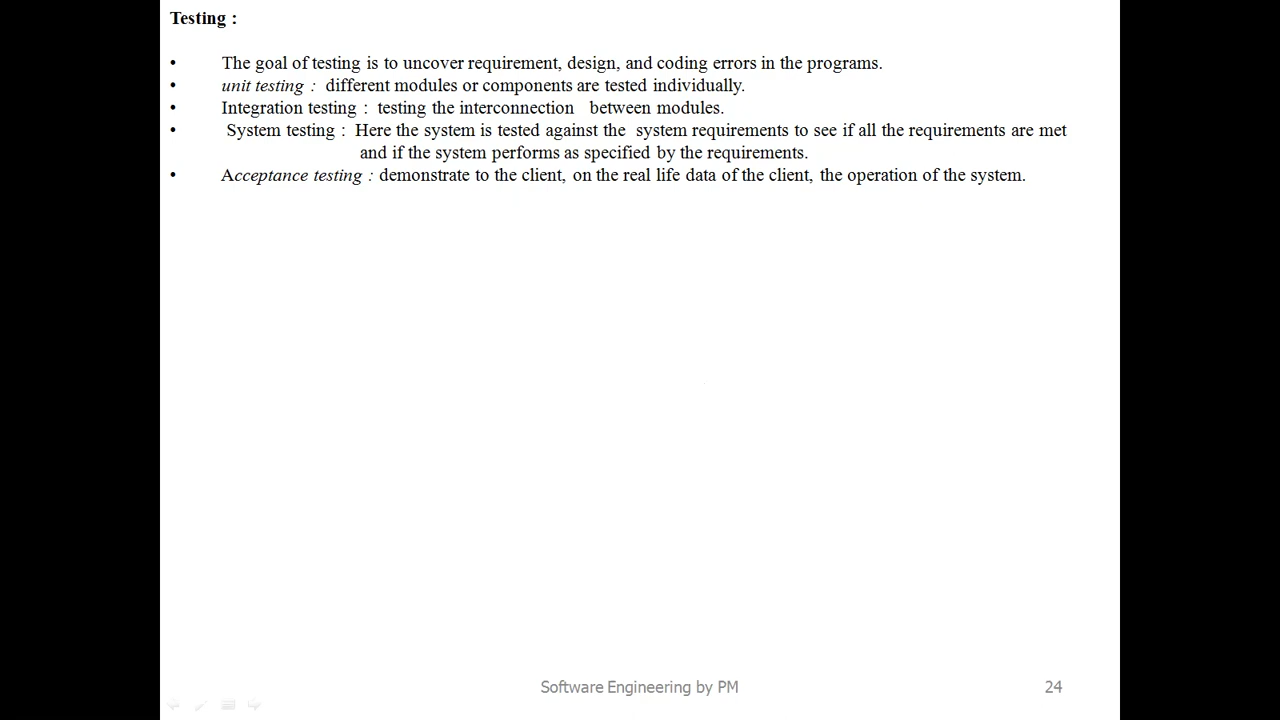 Testing :
• The goal of testing is to uncover requirement, design, and coding errors in the programs.
• unit testing : different modules or components are tested individually.
• Integration testing : testing the interconnection between modules.
• System testing : Here the system is tested against the system requirements to see if all the requirements are met
and if the system performs as specified by the requirements.
• Acceptance testing : demonstrate to the client, on the real life data of the client, the operation of the system.
Software Engineering by PM
24